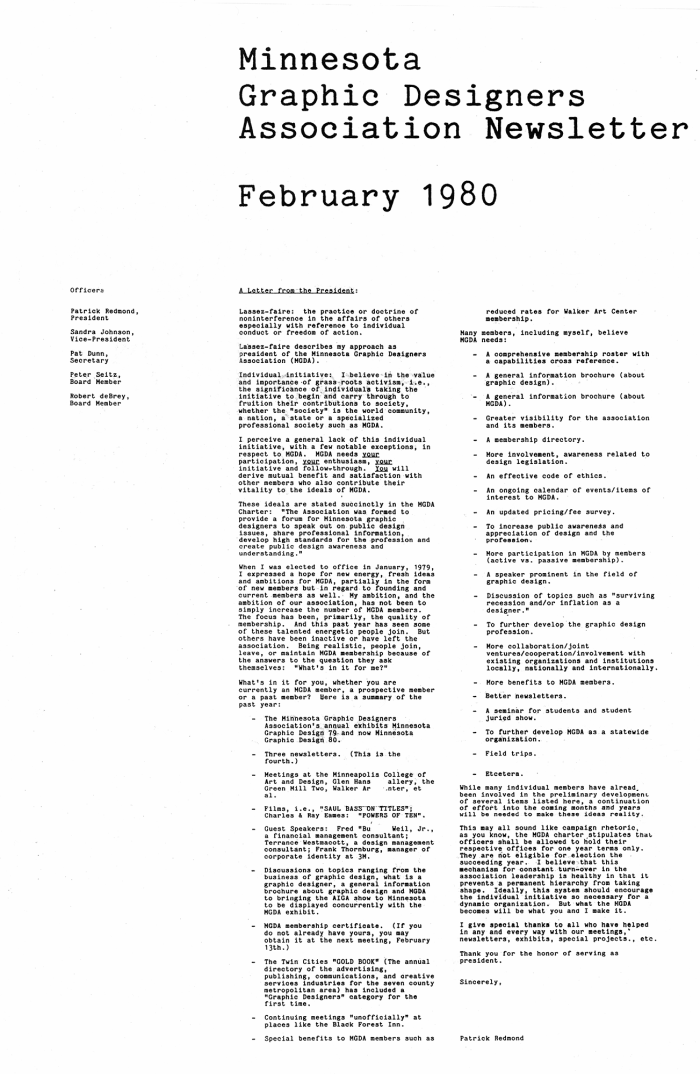 Minnesota
Graphic Designers
Association Newsletter
February 1980
Officers
Patrick Redmond,
President
Sandra Johnson,
Vice-President
Pat Dunn,
Secretary
Peter Seitz,
Board Member
Robert deBrey,
Board Member
A Letter from the President:
Lassez-faire: the practice or doctrine of
noninterference in the affairs of others
especially with reference to individual
conduct or freedom of action.
Lassez-faire describes my approach as
president of the Minnesota Graphic Designers
Association (MGDA).
Individual initiative: I believe in the value
and importance of grass-roots activism, i.e.,
the significance of individuals taking the
initiative to begin and carry through to
fruition their contributions to society,
whether the "society" is the world community,
a nation, a state or a specialized
professional society such as MGDA.
I perceive a general lack of this individual
initiative, with a few notable exceptions, in
respect to MGDA. MGDA needs your
participation, your enthusiasm, your
initiative and follow-through. You will
derive mutual benefit and satisfaction with
other members who also contribute their
vitality to the ideals of MGDA.
These ideals are stated succinctly in the MGDA
Charter: "The Association was formed to
provide a forum for Minnesota graphic
designers to speak out on public design
issues, share professional information,
develop high standards for the profession and
create public design awareness and
understanding."
When I was elected to office in January, 1979,
I expressed a hope for new energy, fresh ideas
and ambitions for MGDA, partially in the form
of new members but in regard to founding and
current members as well. My ambition, and the
ambition of our association, has not been to
simply increase the number of MGDA members.
The focus has been, primarily, the quality of
membership. And this past year has seen some
of these talented energetic people join. But
others have been inactive or have left the
association. Being realistic, people join,
leave, or maintain MGDA membership because of
the answers to the question they ask
themselves: "What's in it for me?"
What's in it for you, whether you are
currently an MGDA member, a prospective member
or a past member? Here is a summary of the
past year:
- The Minnesota Graphic Designers
Association's annual exhibits Minnesota
Graphic Design 79 and now Minnesota
Graphic Design 80.
- Three newsletters. (This is the
fourth.)
- Meetings at the Minneapolis College of
Art and Design, Glen Hans allery, the
Green Mill Two, Walker Ar nter, et
al.
- Films, i.e., "SAUL BASS ON TITLES";
Charles & Ray Eames: "POWERS OF TEN".
- Guest Speakers: Fred "Bu Weil, Jr.,
a financial management consultant;
Terrance Westmacott, a design management
consultant; Frank Thornburg, manager of
corporate identity at 3M.
- Discussions on topics ranging from the
business of graphic design, what is a
graphic designer, a general information
brochure about graphic design and MGDA
to bringing the AIGA show to Minnesota
to be displayed concurrently with the
MGDA exhibit.
- MGDA membership certificate. (If you
do not already have yours, you may
obtain it at the next meeting, February
13th.)
- The Twin Cities "GOLD BOOK" (The annual
directory of the advertising,
publishing, communications, and creative
services industries for the seven county
metropolitan area) has included a
"Graphic Designers" category for the
first time.
- Continuing meetings "unofficially" at
places like the Black Forest Inn.
- Special benefits to MGDA members such as
reduced rates for Walker Art Center
membership.
Many members, including myself, believe
MGDA needs:
- A comprehensive membership roster with
a capabilities cross reference.
- A general information brochure (about
graphic design).
- A general information brochure (about
MGDA).
- Greater visibility for the association
and its members.
- A membership directory.
- More involvement, awareness related to
design legislation.
- An effective code of ethics.
- An ongoing calendar of events/items of
interest to MGDA.
- An updated pricing/fee survey.
- To increase public awareness and
appreciation of design and the
profession.
- More participation in MGDA by members
(active vs. passive membership).
- A speaker prominent in the field of
graphic design.
- Discussion of topics such as "surviving
recession and/or inflation as a
designer."
- To further develop the graphic design
profession.
- More collaboration/joint
ventures/cooperation/involvement with
existing organizations and institutions
locally, nationally and internationally.
- More benefits to MGDA members.
- Better newsletters.
- A seminar for students and student
juried show.
- To further develop MGDA as a statewide
organization.
- Field trips.
- Etcetera.
While many individual members have alread
been involved in the preliminary development
of several items listed here, a continuation
of effort into the coming months and years
will be needed to make these ideas reality.
This may all sound like campaign rhetoric,
as you know, the MGDA charter stipulates that
officers shall be allowed to hold their
respective offices for one year terms only.
They are not eligible for election the
succeeding year. I believe that this
mechanism for constant turn-over in the
association leadership is healthy in that it
prevents a permanent hierarchy from taking
shape. Ideally, this system should encourage
the individual initiative so necessary for a
dynamic organization. But what the MGDA
becomes will be what you and I make it.
I give special thanks to all who have helped
in any and every way with our meetings,
newsletters, exhibits, special projects., etc.
Thank you for the honor of serving as
president.
Sincerely,
Patrick Redmond